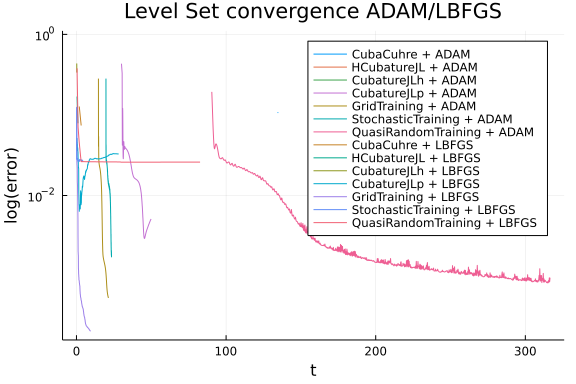 Level Set convergence ADAM/LBFGS
10⁰
CubaCuhre + ADAM
HCubatureJL + ADAM
CubatureJLh + ADAM
CubatureJLp + ADAM
GridTraining + ADAM
StochasticTraining + ADAM
QuasiRandomTraining + ADAM
CubaCuhre + LBFGS
HCubatureJL + LBFGS
CubatureJLh + LBFGS
CubatureJLp + LBFGS
GridTraining + LBFGS
StochasticTraining + LBFGS
QuasiRandomTraining + LBFGS
log(error)
10⁻²
0 100 200 300
t